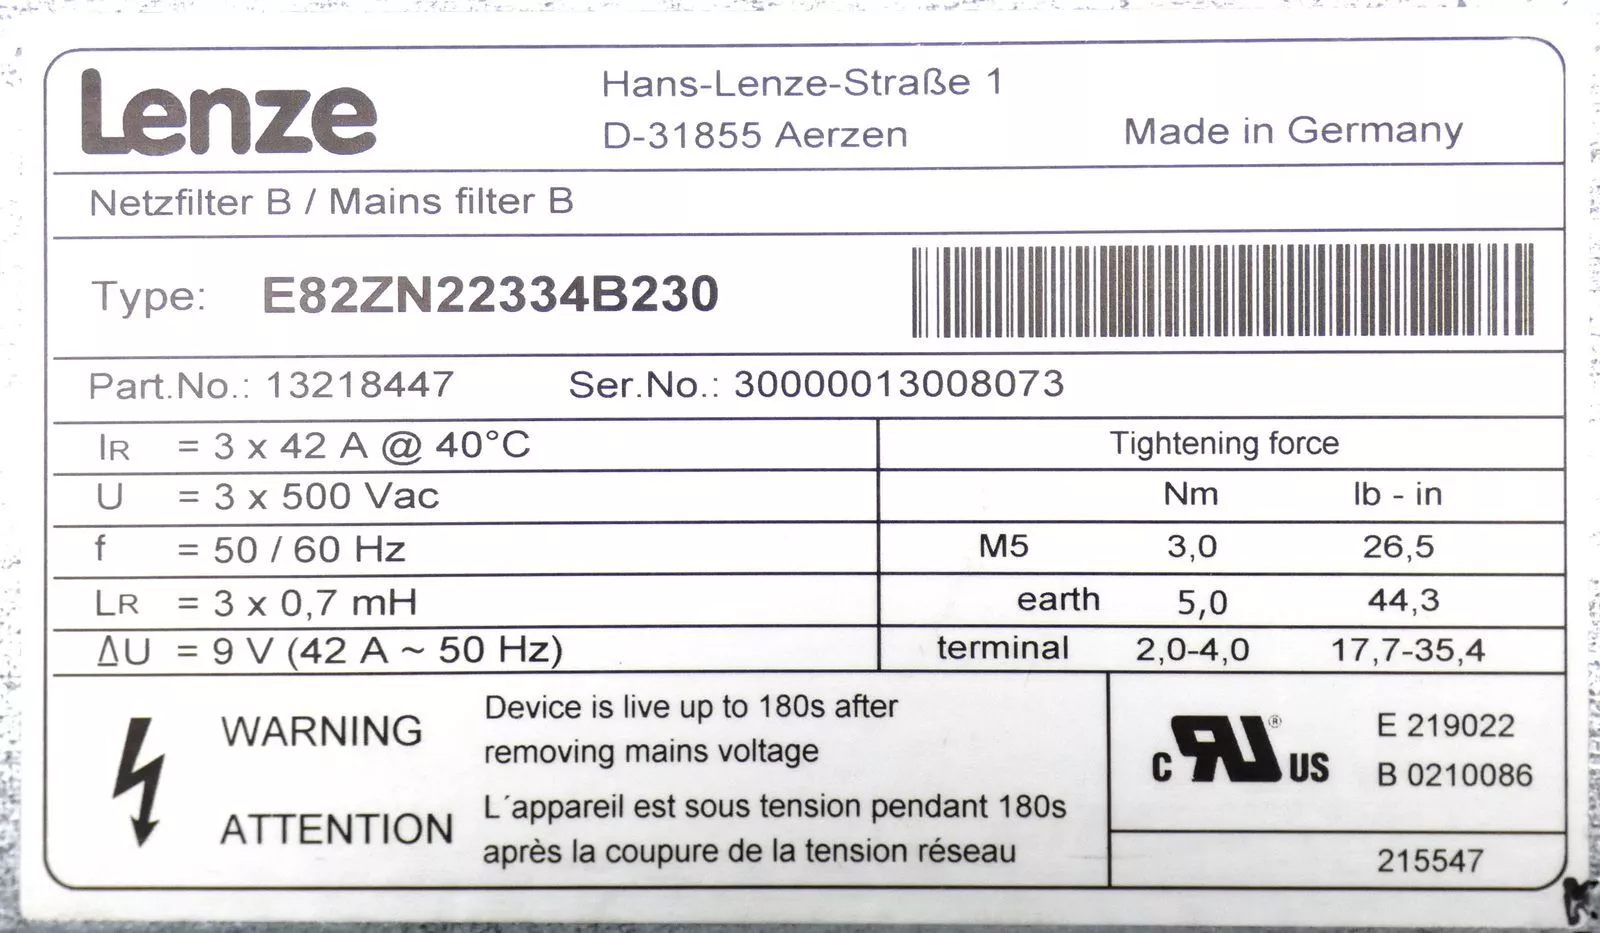 Lenze
Hans-Lenze-Straße 1
D-31855 Aerzen
Made in Germany
Netzfilter B / Mains filter B
Type: E82ZN22334B230
Part.No.: 13218447 Ser.No.: 30000013008073
IR = 3 x 42 A @ 40°C
U = 3 x 500 Vac
f = 50 / 60 Hz
LR = 3 x 0,7 mH
ΔU = 9 V (42 A ~ 50 Hz)
Tightening force
Nm lb - in
M5 3,0 26,5
earth 5,0 44,3
terminal 2,0-4,0 17,7-35,4
WARNING
Device is live up to 180s after
removing mains voltage
ATTENTION
L´appareil est sous tension pendant 180s
après la coupure de la tension réseau
c RU ® US
E 219022
B 0210086
215547